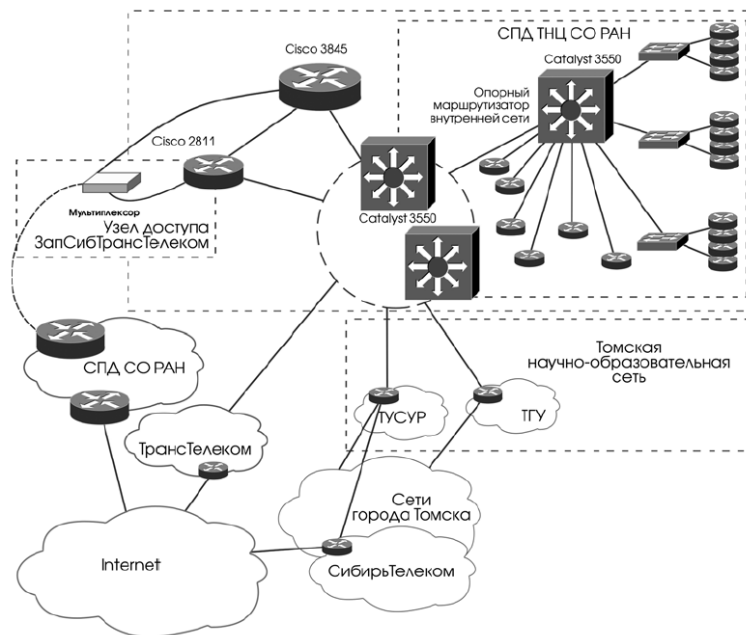 СПД ТНЦ СО РАН
Catalyst 3550
Cisco 3845
Опорный
маршрутизатор
внутренней сети
Cisco 2811
Мультиплексор
Узел доступа
ЗапСибТрансТелеком
Catalyst 3550
Томская
научно-образовательная
сеть
СПД СО РАН
ТУСУР
ТГУ
ТрансТелеком
Сети
города Томска
Internet
СибирьТелеком